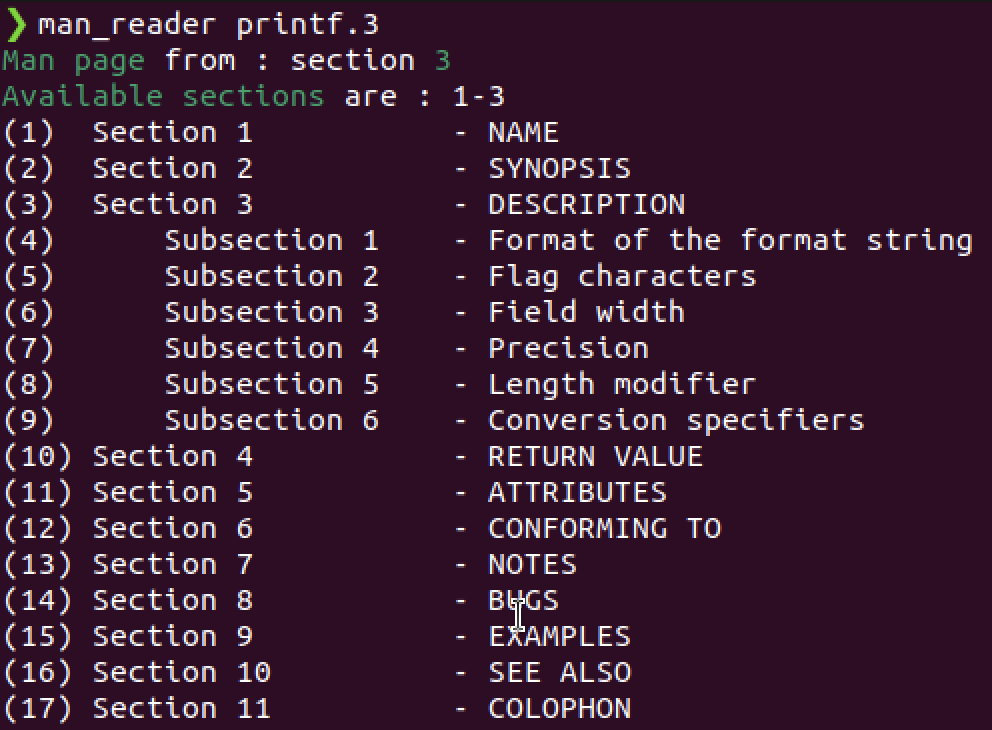 ❯ man_reader printf.3
Man page from : section 3
Available sections are : 1-3
(1)  Section 1           - NAME
(2)  Section 2           - SYNOPSIS
(3)  Section 3           - DESCRIPTION
(4)      Subsection 1    - Format of the format string
(5)      Subsection 2    - Flag characters
(6)      Subsection 3    - Field width
(7)      Subsection 4    - Precision
(8)      Subsection 5    - Length modifier
(9)      Subsection 6    - Conversion specifiers
(10) Section 4           - RETURN VALUE
(11) Section 5           - ATTRIBUTES
(12) Section 6           - CONFORMING TO
(13) Section 7           - NOTES
(14) Section 8           - BUGS
(15) Section 9           - EXAMPLES
(16) Section 10          - SEE ALSO
(17) Section 11          - COLOPHON